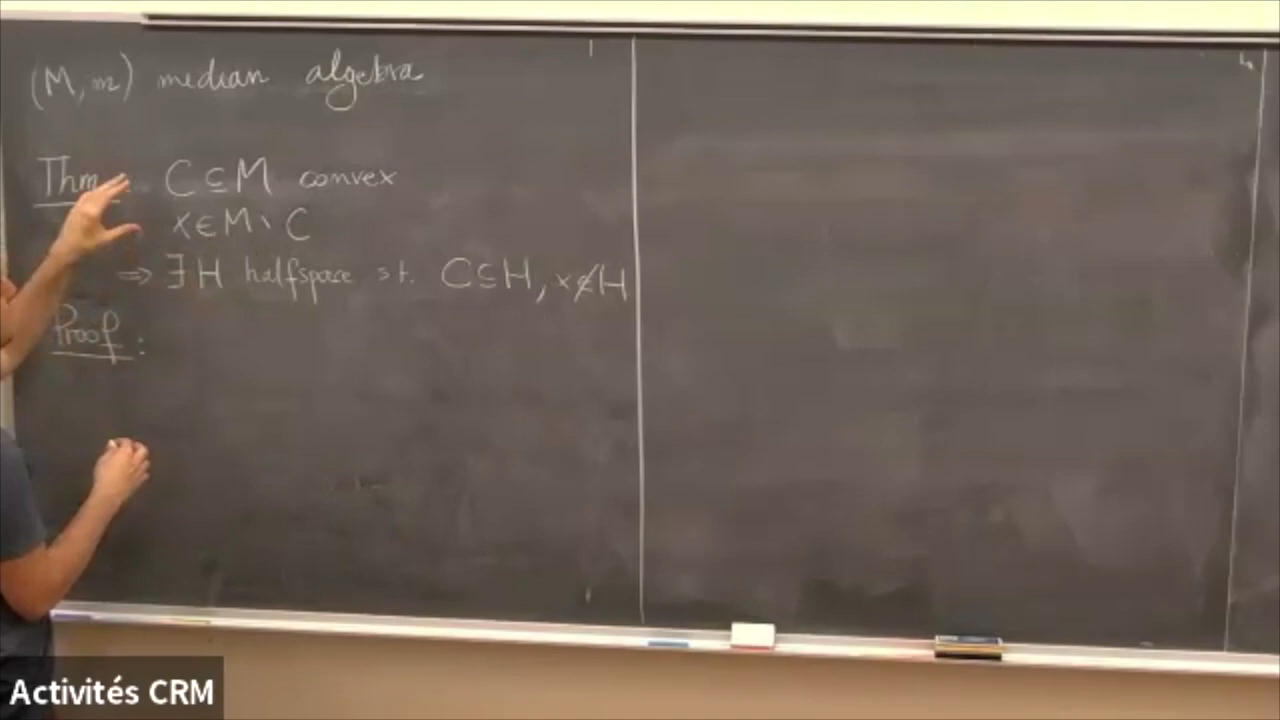 (M, m) median algebra
Thm: C ⊆ M convex
x ∈ M \ C
⇒ ∃ H halfspace s.t. C ⊆ H, x ∉ H
Proof:
Activités CRM